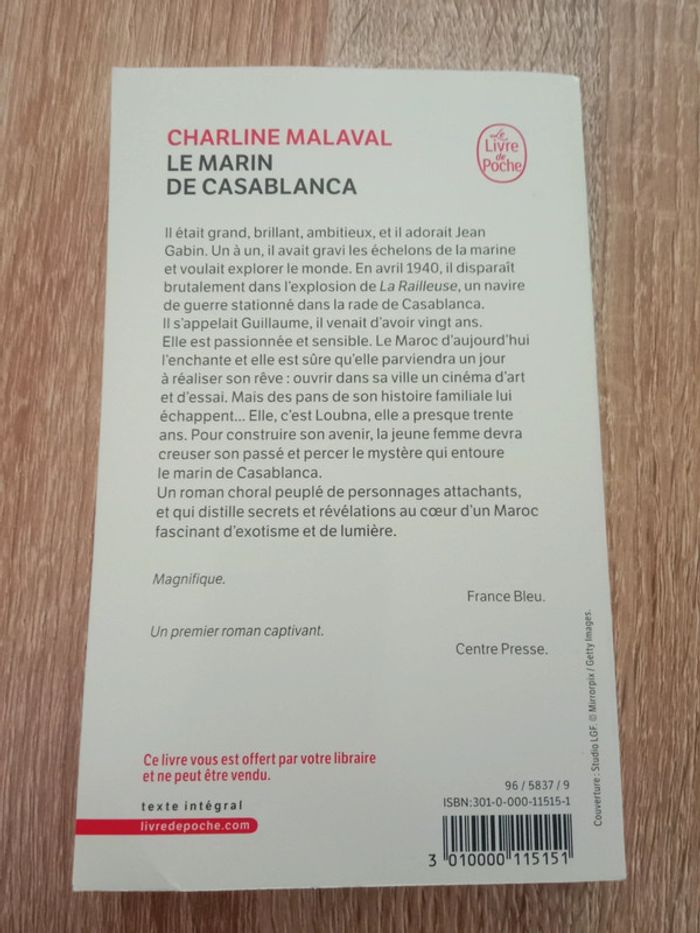 CHARLINE MALAVAL
LE MARIN
DE CASABLANCA
Le
Livre
de
Poche
Il était grand, brillant, ambitieux, et il adorait Jean
Gabin. Un à un, il avait gravi les échelons de la marine
et voulait explorer le monde. En avril 1940, il disparaît
brutalement dans l'explosion de La Railleuse, un navire
de guerre stationné dans la rade de Casablanca.
Il s'appelait Guillaume, il venait d'avoir vingt ans.
Elle est passionnée et sensible. Le Maroc d'aujourd'hui
l'enchante et elle est sûre qu'elle parviendra un jour
à réaliser son rêve : ouvrir dans sa ville un cinéma d'art
et d'essai. Mais des pans de son histoire familiale lui
échappent... Elle, c'est Loubna, elle a presque trente
ans. Pour construire son avenir, la jeune femme devra
creuser son passé et percer le mystère qui entoure
le marin de Casablanca.
Un roman choral peuplé de personnages attachants,
et qui distille secrets et révélations au cœur d'un Maroc
fascinant d'exotisme et de lumière.
Magnifique.
France Bleu.
Un premier roman captivant.
Centre Presse.
Couverture : Studio LGF. © Mirrorpix / Getty Images.
Ce livre vous est offert par votre libraire
et ne peut être vendu.
texte intégral
livredepoche.com
96 / 5837 / 9
ISBN:301-0-000-11515-1
3 010000 115151